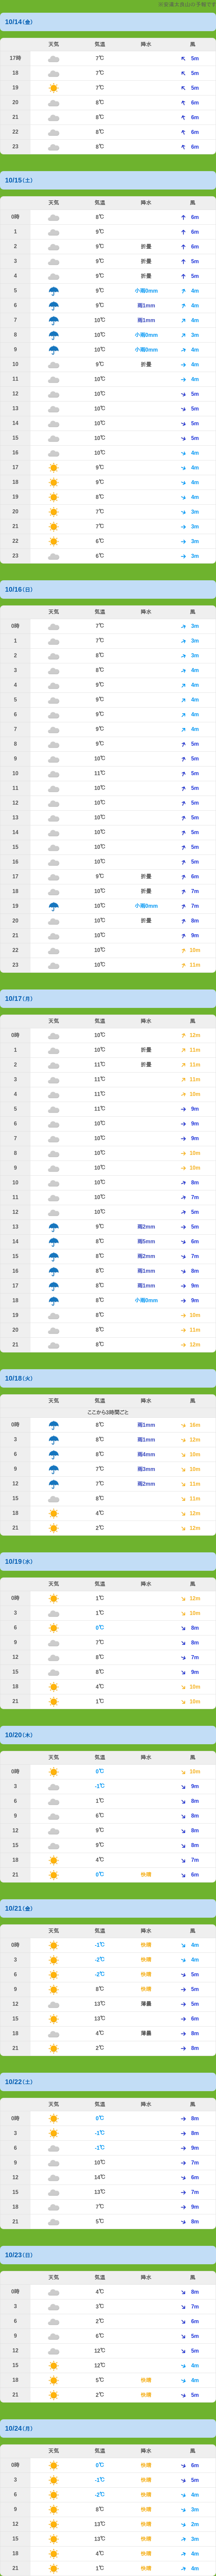 10/14(金)
天気 気温 降水 風
17時 7℃ 5m
18 7℃ 5m
19 7℃ 5m
20 8℃ 6m
21 8℃ 6m
22 8℃ 6m
23 8℃ 6m
10/15(土)
天気 気温 降水 風
0時 8℃ 6m
1 9℃ 6m
2 9℃ 折曇 6m
3 9℃ 折曇 5m
4 9℃ 折曇 5m
5 9℃ 小雨0mm 4m
6 9℃ 雨1mm 4m
7 10℃ 雨1mm 4m
8 10℃ 小雨0mm 3m
9 10℃ 小雨0mm 4m
10 9℃ 折曇 4m
11 10℃ 4m
12 10℃ 5m
13 10℃ 5m
14 10℃ 5m
15 10℃ 5m
16 10℃ 4m
17 9℃ 4m
18 9℃ 4m
19 8℃ 4m
20 7℃ 3m
21 7℃ 3m
22 6℃ 3m
23 6℃ 3m
10/16(日)
天気 気温 降水 風
0時 7℃ 3m
1 7℃ 3m
2 8℃ 3m
3 8℃ 4m
4 9℃ 4m
5 9℃ 4m
6 9℃ 4m
7 9℃ 4m
8 9℃ 5m
9 10℃ 5m
10 11℃ 5m
11 10℃ 5m
12 10℃ 5m
13 10℃ 5m
14 10℃ 5m
15 10℃ 5m
16 10℃ 5m
17 9℃ 折曇 6m
18 10℃ 折曇 7m
19 10℃ 小雨0mm 7m
20 10℃ 折曇 8m
21 10℃ 9m
22 10℃ 10m
23 10℃ 11m
10/17(月)
天気 気温 降水 風
0時 10℃ 12m
1 10℃ 折曇 11m
2 11℃ 折曇 11m
3 11℃ 11m
4 11℃ 10m
5 11℃ 9m
6 10℃ 9m
7 10℃ 9m
8 10℃ 10m
9 10℃ 10m
10 10℃ 8m
11 10℃ 7m
12 10℃ 5m
13 9℃ 雨2mm 5m
14 8℃ 雨5mm 6m
15 8℃ 雨2mm 7m
16 8℃ 雨1mm 8m
17 8℃ 雨1mm 9m
18 8℃ 小雨0mm 9m
19 8℃ 10m
20 8℃ 11m
21 8℃ 12m
10/18(火)
天気 気温 降水 風
ここから3時間ごと
0時 8℃ 雨1mm 10m
3 8℃ 雨1mm 12m
6 8℃ 雨4mm 10m
9 7℃ 雨3mm 10m
12 7℃ 雨2mm 11m
15 8℃ 11m
18 4℃ 12m
21 2℃ 12m
10/19(水)
天気 気温 降水 風
0時 1℃ 12m
3 1℃ 10m
6 0℃ 8m
9 7℃ 8m
12 8℃ 7m
15 8℃ 9m
18 4℃ 10m
21 1℃ 10m
10/20(木)
天気 気温 降水 風
0時 0℃ 10m
3 -1℃ 9m
6 1℃ 8m
9 6℃ 8m
12 9℃ 8m
15 9℃ 8m
18 4℃ 7m
21 0℃ 快晴 6m
10/21(金)
天気 気温 降水 風
0時 -1℃ 快晴 4m
3 -2℃ 快晴 4m
6 -2℃ 快晴 5m
9 8℃ 快晴 5m
12 13℃ 薄曇 5m
15 13℃ 6m
18 4℃ 薄曇 8m
21 2℃ 8m
10/22(土)
天気 気温 降水 風
0時 0℃ 8m
3 -1℃ 8m
6 -1℃ 9m
9 10℃ 7m
12 14℃ 6m
15 13℃ 7m
18 7℃ 9m
21 5℃ 8m
10/23(日)
天気 気温 降水 風
0時 4℃ 8m
3 3℃ 7m
6 2℃ 6m
9 6℃ 5m
12 12℃ 5m
15 12℃ 4m
18 5℃ 快晴 4m
21 2℃ 快晴 5m
10/24(月)
天気 気温 降水 風
0時 0℃ 快晴 6m
3 -1℃ 快晴 5m
6 -2℃ 快晴 4m
9 8℃ 快晴 3m
12 13℃ 快晴 2m
15 13℃ 快晴 3m
18 4℃ 快晴 4m
21 1℃ 快晴 4m